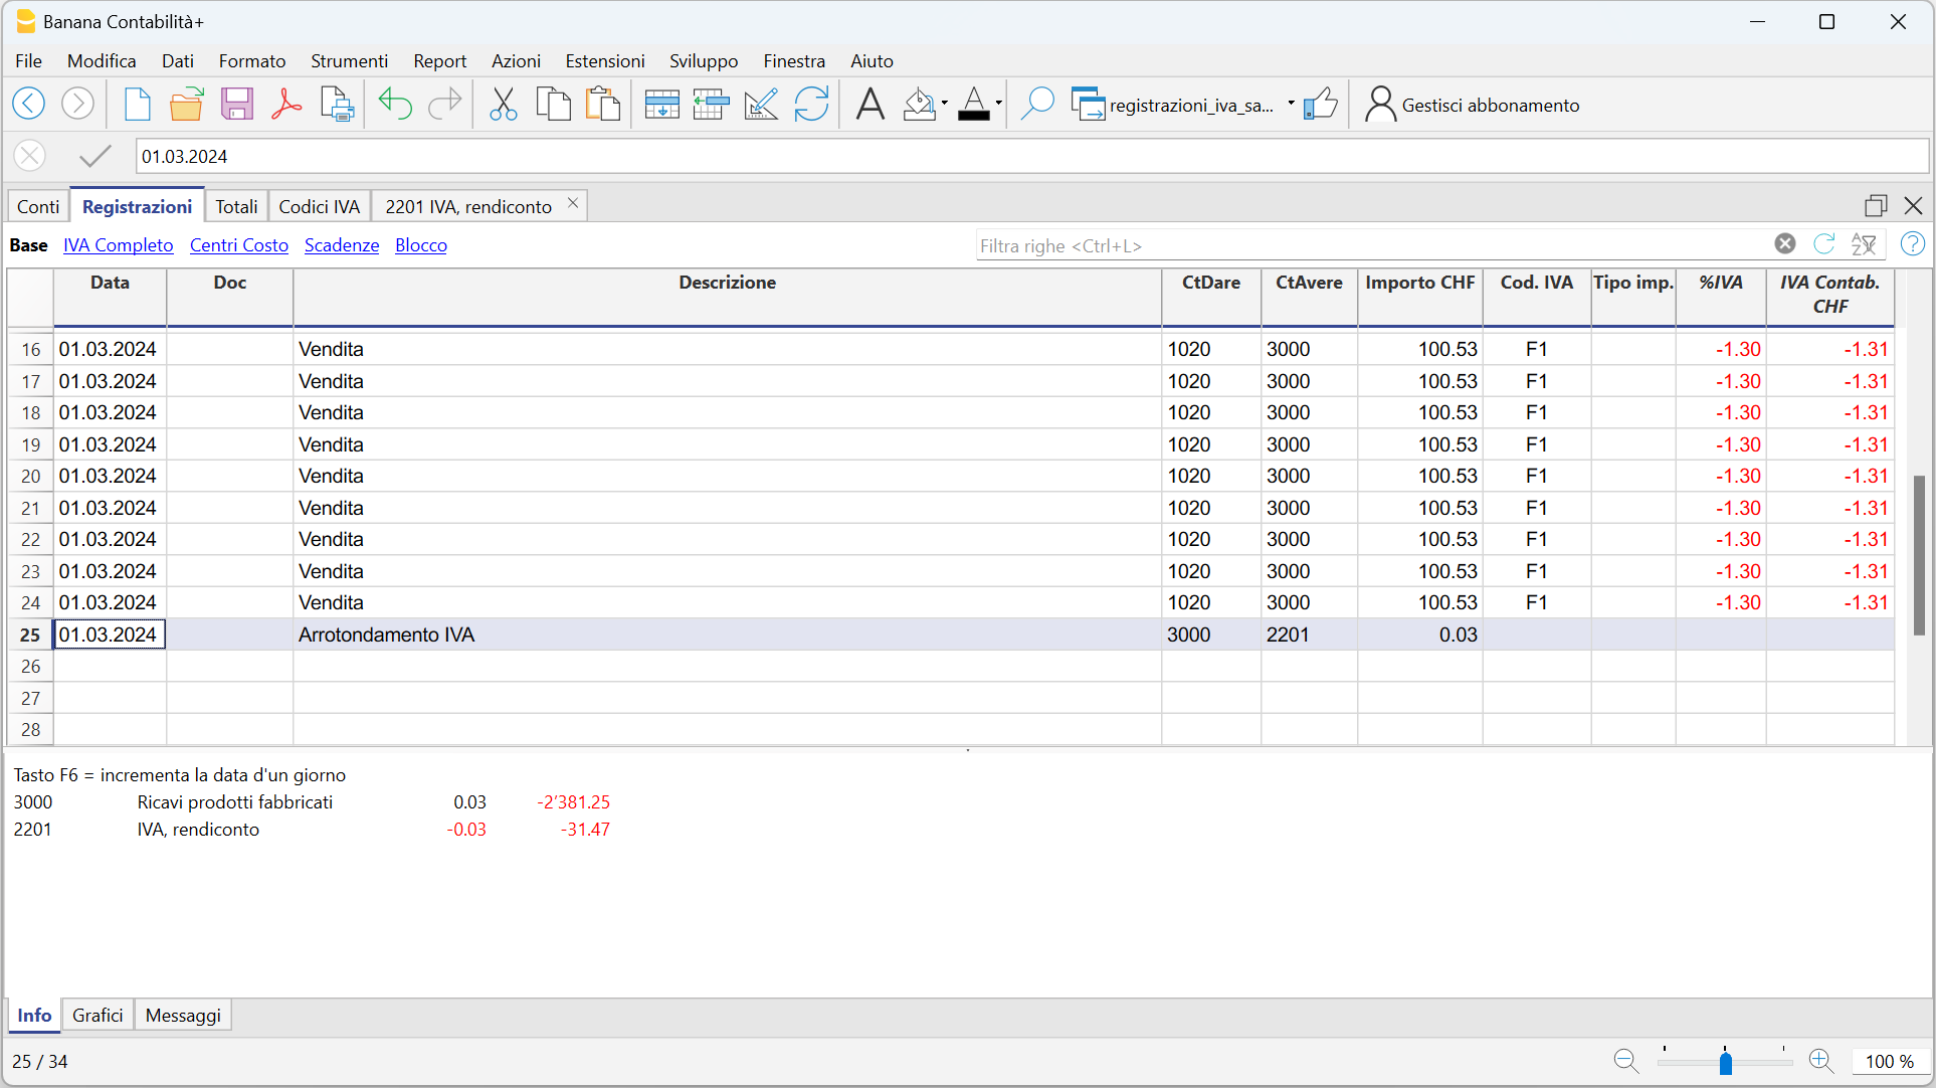 Banana Contabilità+
File Modifica Dati Formato Strumenti Report Azioni Estensioni Sviluppo Finestra Aiuto
registrazioni_iva_sa... Gestisci abbonamento
01.03.2024
Conti Registrazioni Totali Codici IVA 2201 IVA, rendiconto
Base IVA Completo Centri Costo Scadenze Blocco Filtra righe <Ctrl+L>
Data Doc Descrizione CtDare CtAvere Importo CHF Cod. IVA Tipo imp. %IVA IVA Contab. CHF
16 01.03.2024 Vendita 1020 3000 100.53 F1 -1.30 -1.31
17 01.03.2024 Vendita 1020 3000 100.53 F1 -1.30 -1.31
18 01.03.2024 Vendita 1020 3000 100.53 F1 -1.30 -1.31
19 01.03.2024 Vendita 1020 3000 100.53 F1 -1.30 -1.31
20 01.03.2024 Vendita 1020 3000 100.53 F1 -1.30 -1.31
21 01.03.2024 Vendita 1020 3000 100.53 F1 -1.30 -1.31
22 01.03.2024 Vendita 1020 3000 100.53 F1 -1.30 -1.31
23 01.03.2024 Vendita 1020 3000 100.53 F1 -1.30 -1.31
24 01.03.2024 Vendita 1020 3000 100.53 F1 -1.30 -1.31
25 01.03.2024 Arrotondamento IVA 3000 2201 0.03
26
27
28
Tasto F6 = incrementa la data d'un giorno
3000 Ricavi prodotti fabbricati 0.03 -2'381.25
2201 IVA, rendiconto -0.03 -31.47
Info Grafici Messaggi
25 / 34 100 %